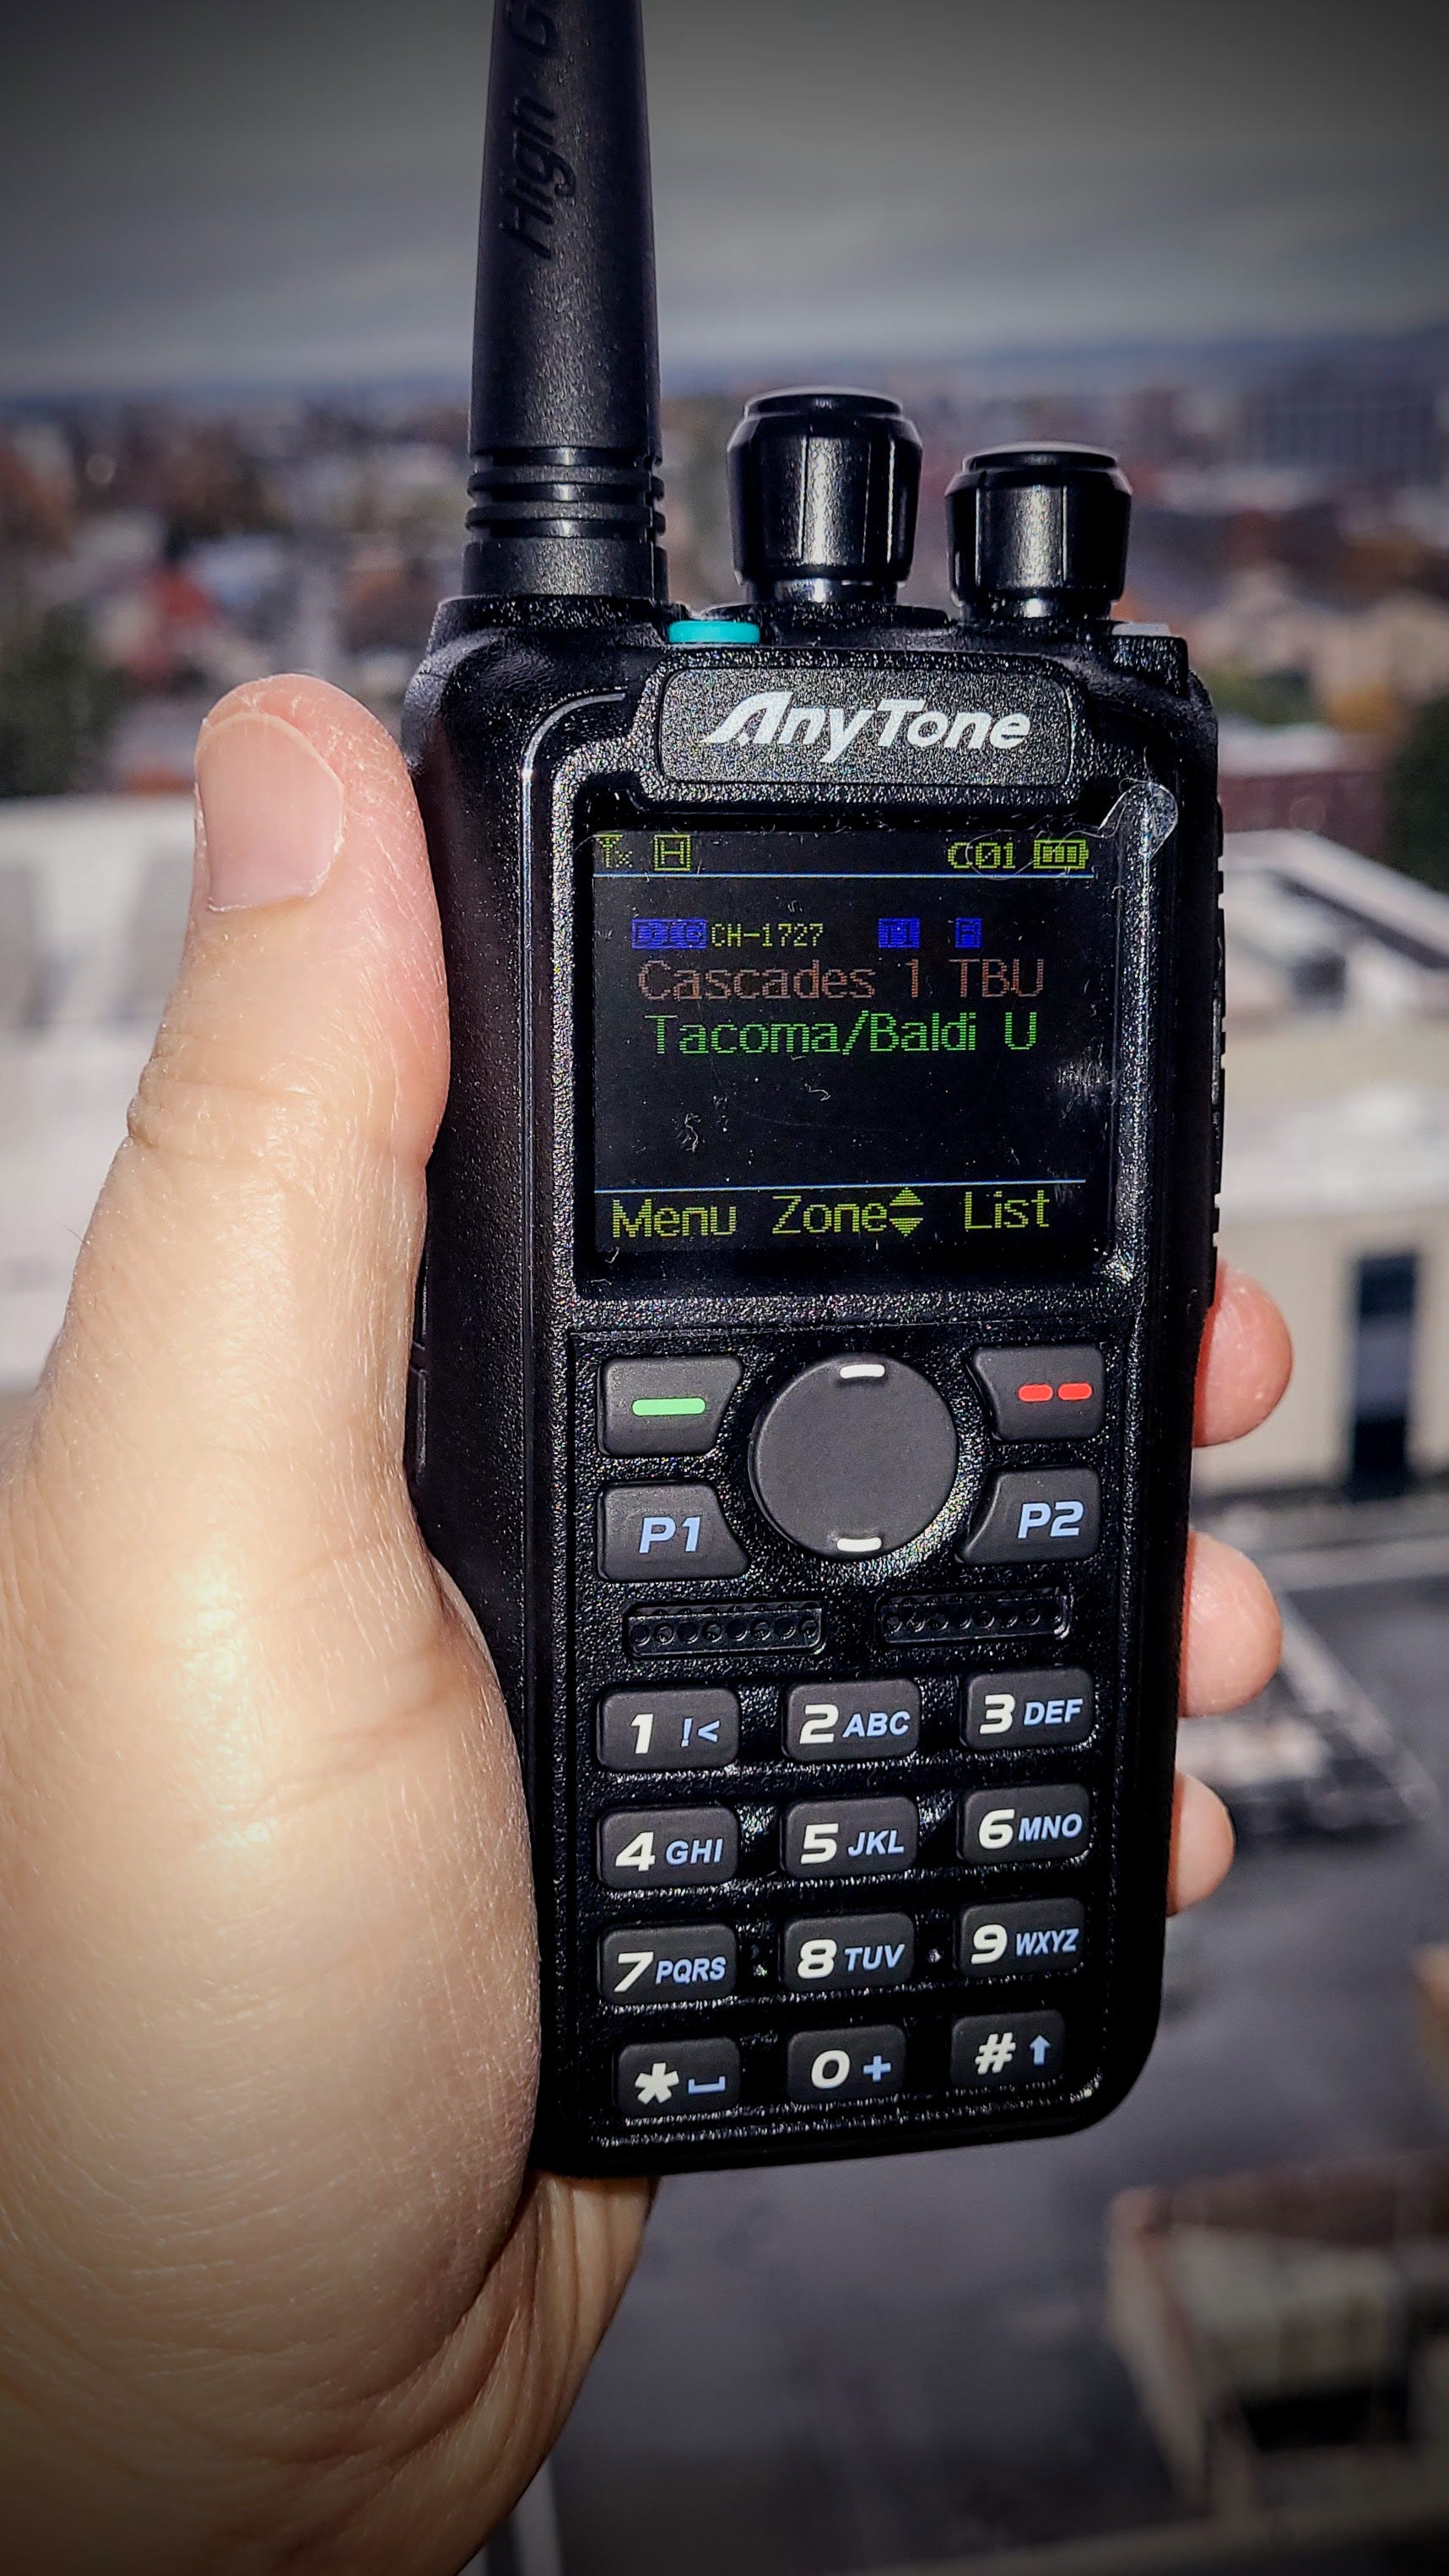 High G
AnyTone
Tx H C01
CH-1727 H
Cascades 1 TBU
Tacoma/Baldi U
Menu Zone List
P1 P2
1 !< 2 ABC 3 DEF
4 GHI 5 JKL 6 MNO
7 PQRS 8 TUV 9 WXYZ
* ⎵ 0 + # ⬆